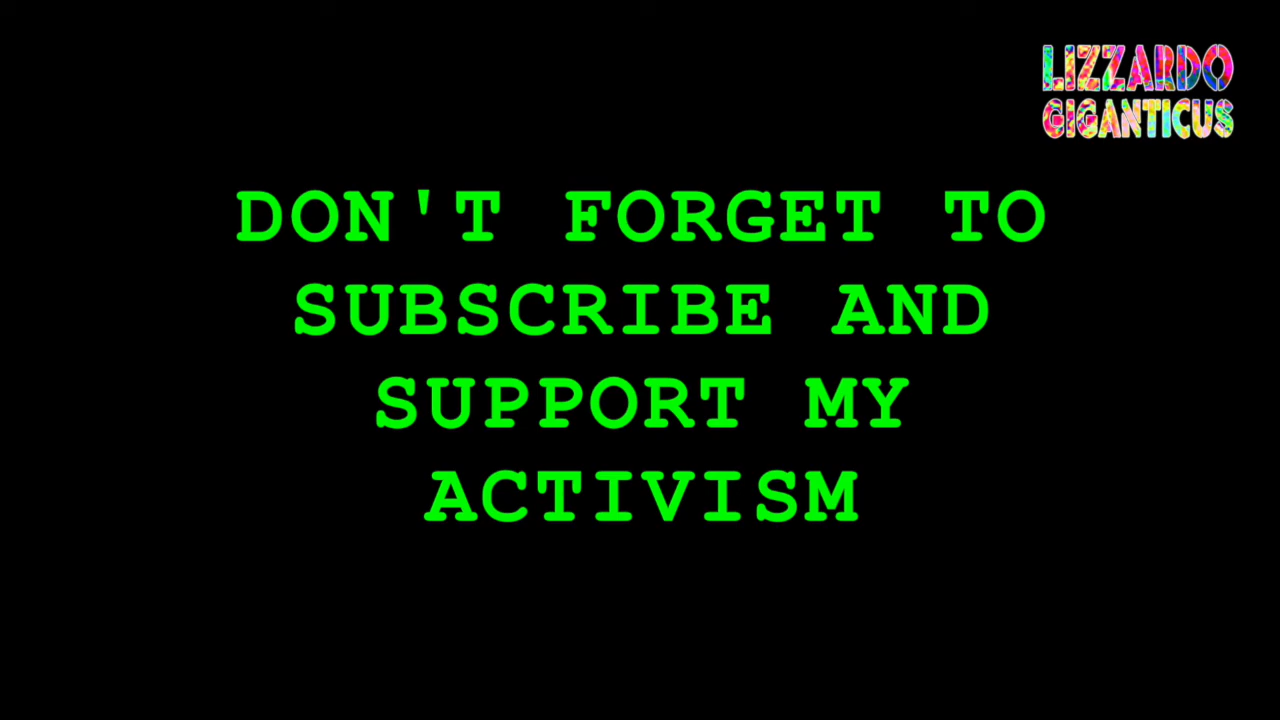 LIZZARDO
GIGANTICUS
DON'T FORGET TO
SUBSCRIBE AND
SUPPORT MY
ACTIVISM